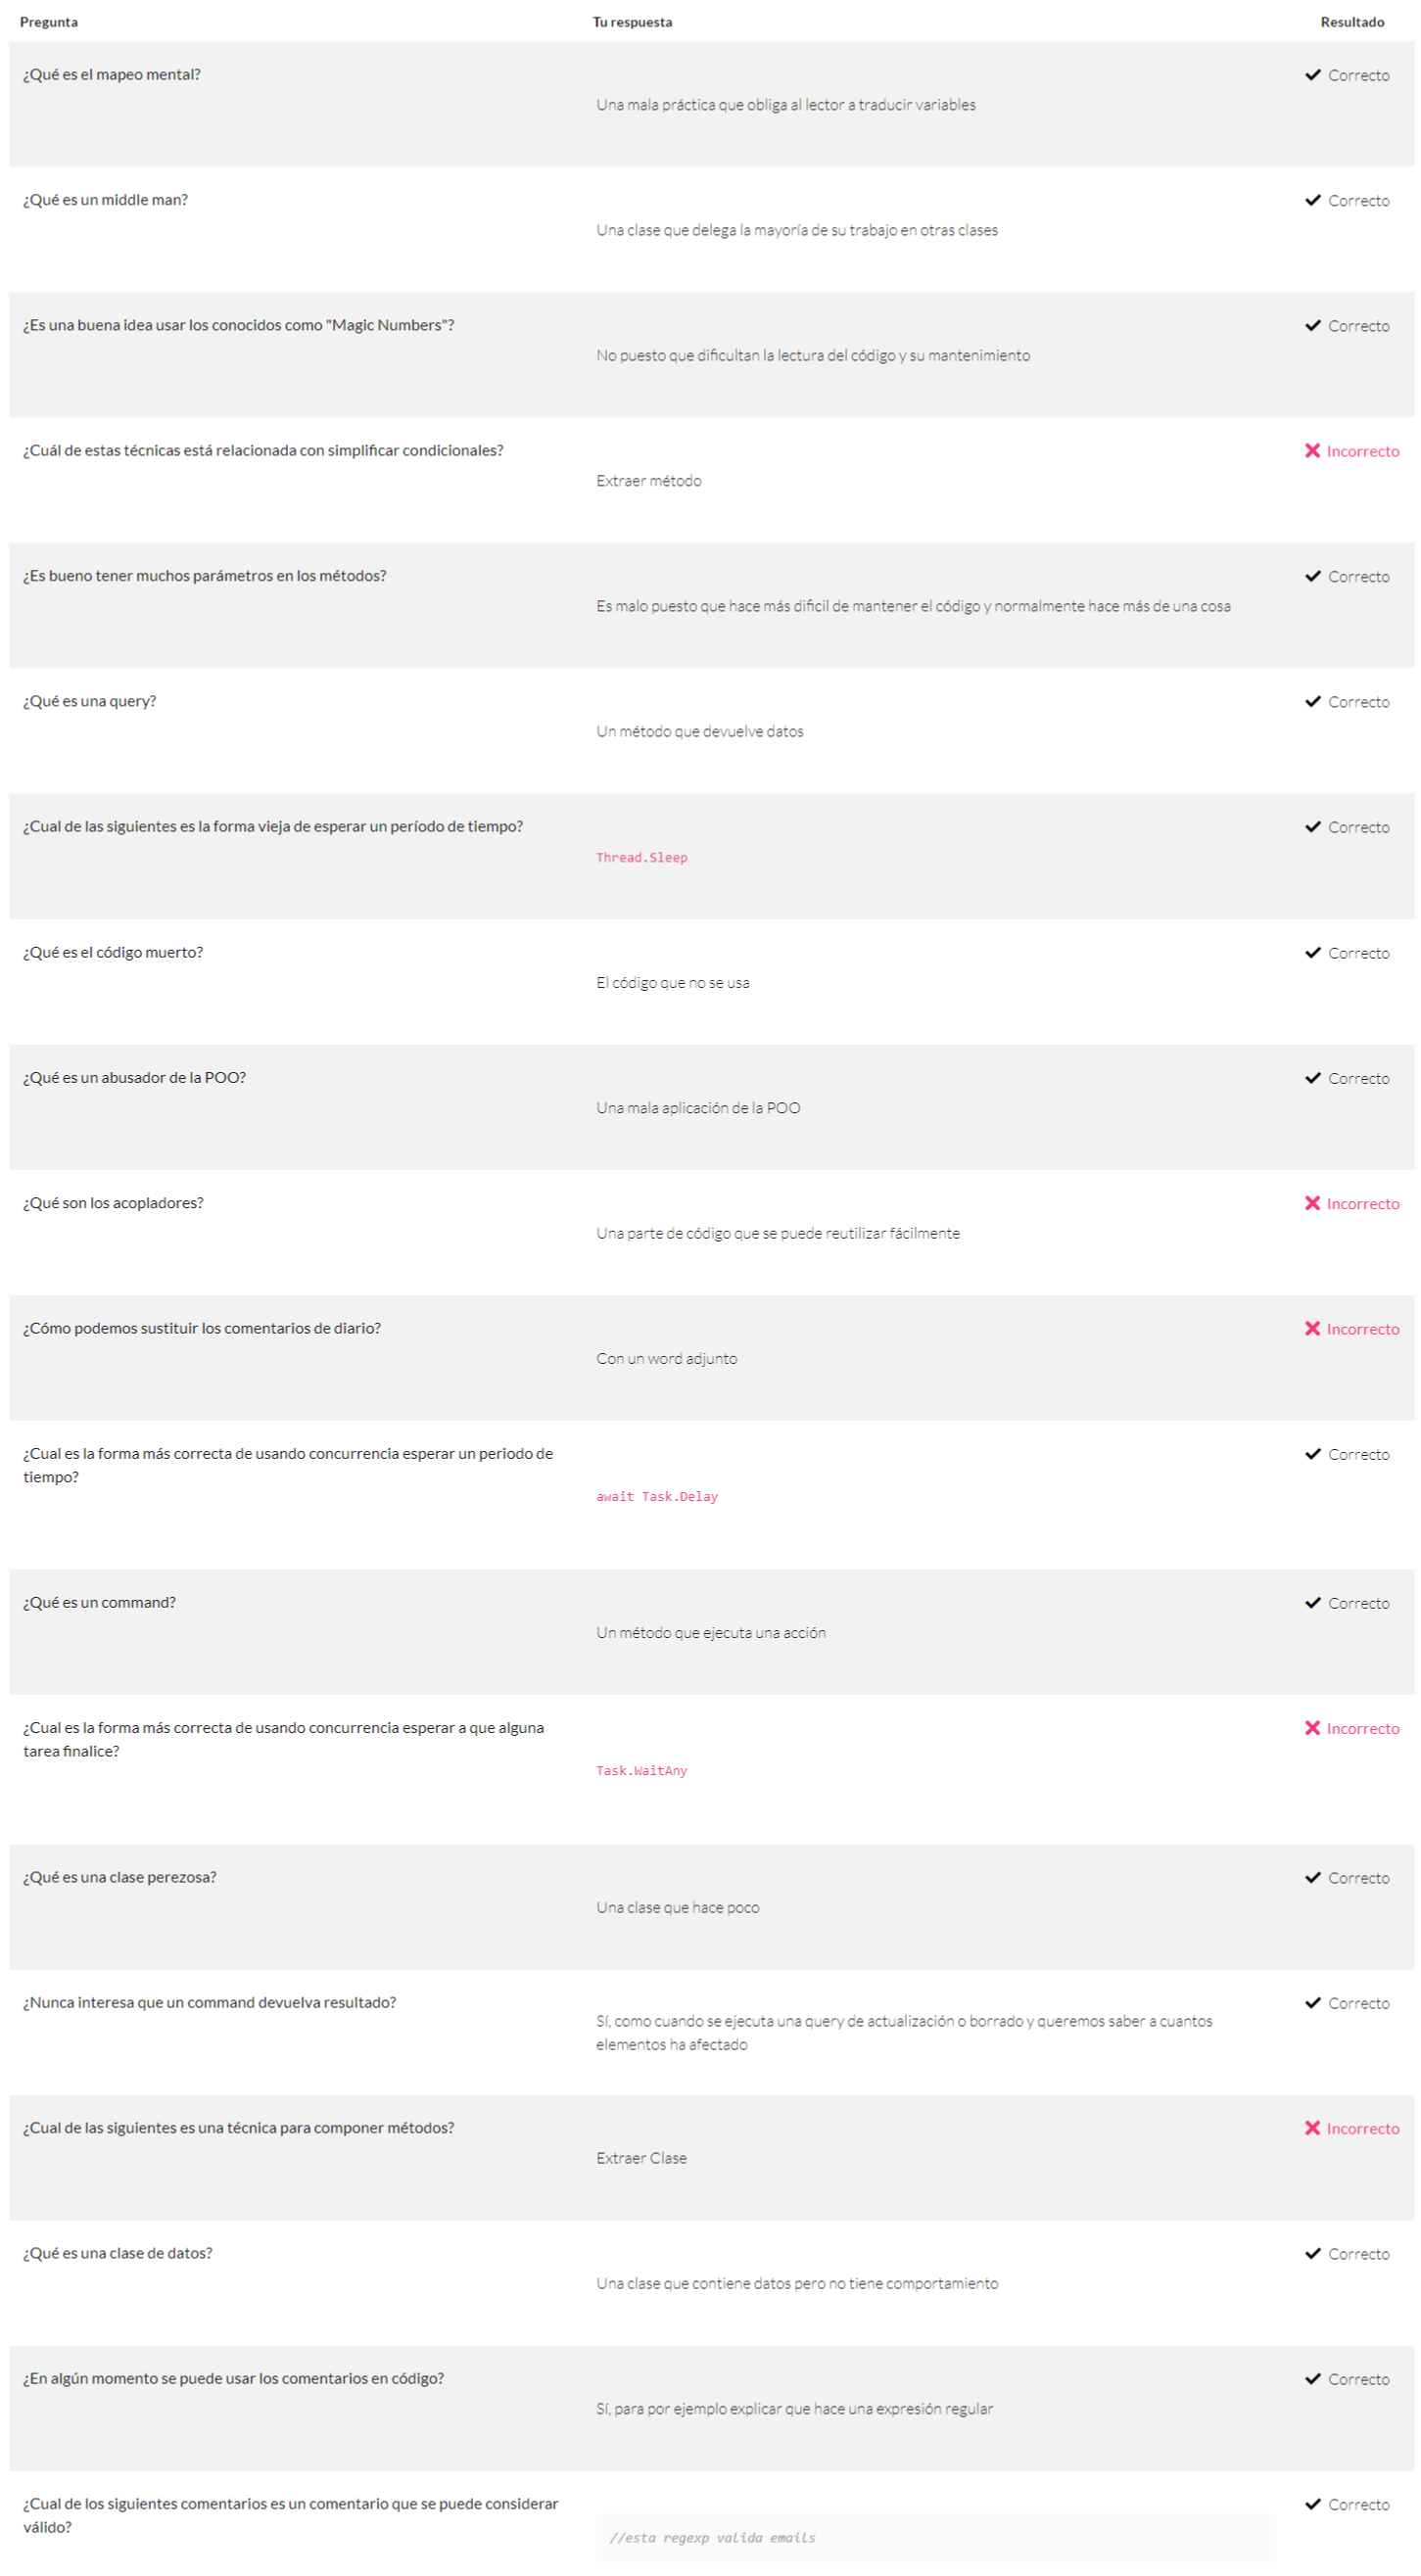 Pregunta Tu respuesta Resultado
¿Qué es el mapeo mental? Correcto
Una mala práctica que obliga al lector a traducir variables
¿Qué es un middle man? Correcto
Una clase que delega la mayoría de su trabajo en otras clases
¿Es una buena idea usar los conocidos como "Magic Numbers"? Correcto
No puesto que dificultan la lectura del código y su mantenimiento
¿Cuál de estas técnicas está relacionada con simplificar condicionales? Incorrecto
Extraer método
¿Es bueno tener muchos parámetros en los métodos? Correcto
Es malo puesto que hace más dificil de mantener el código y normalmente hace más de una cosa
¿Qué es una query? Correcto
Un método que devuelve datos
¿Cual de las siguientes es la forma vieja de esperar un período de tiempo? Correcto
Thread.Sleep
¿Qué es el código muerto? Correcto
El código que no se usa
¿Qué es un abusador de la POO? Correcto
Una mala aplicación de la POO
¿Qué son los acopladores? Incorrecto
Una parte de código que se puede reutilizar fácilmente
¿Cómo podemos sustituir los comentarios de diario? Incorrecto
Con un word adjunto
¿Cual es la forma más correcta de usando concurrencia esperar un periodo de Correcto
tiempo?
await Task.Delay
¿Qué es un command? Correcto
Un método que ejecuta una acción
¿Cual es la forma más correcta de usando concurrencia esperar a que alguna Incorrecto
tarea finalice?
Task.WaitAny
¿Qué es una clase perezosa? Correcto
Una clase que hace poco
¿Nunca interesa que un command devuelva resultado? Correcto
Sí, como cuando se ejecuta una query de actualización o borrado y queremos saber a cuantos
elementos ha afectado
¿Cual de las siguientes es una técnica para componer métodos? Incorrecto
Extraer Clase
¿Qué es una clase de datos? Correcto
Una clase que contiene datos pero no tiene comportamiento
¿En algún momento se puede usar los comentarios en código? Correcto
Sí, para por ejemplo explicar que hace una expresión regular
¿Cual de los siguientes comentarios es un comentario que se puede considerar Correcto
válido?
//esta regexp valida emails